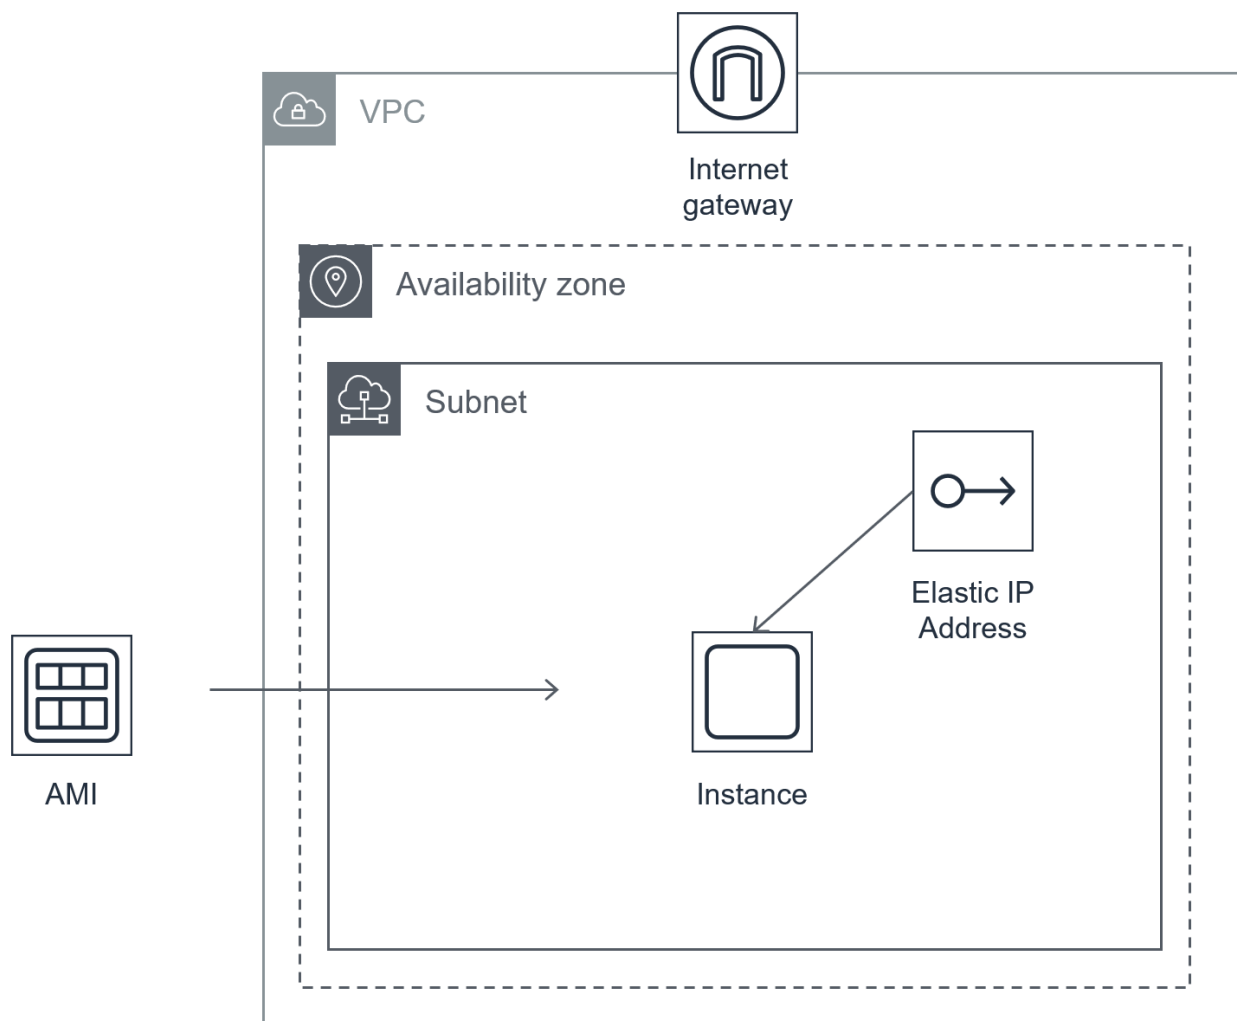 VPC
Internet
gateway
Availability zone
Subnet
Elastic IP
Address
AMI
Instance